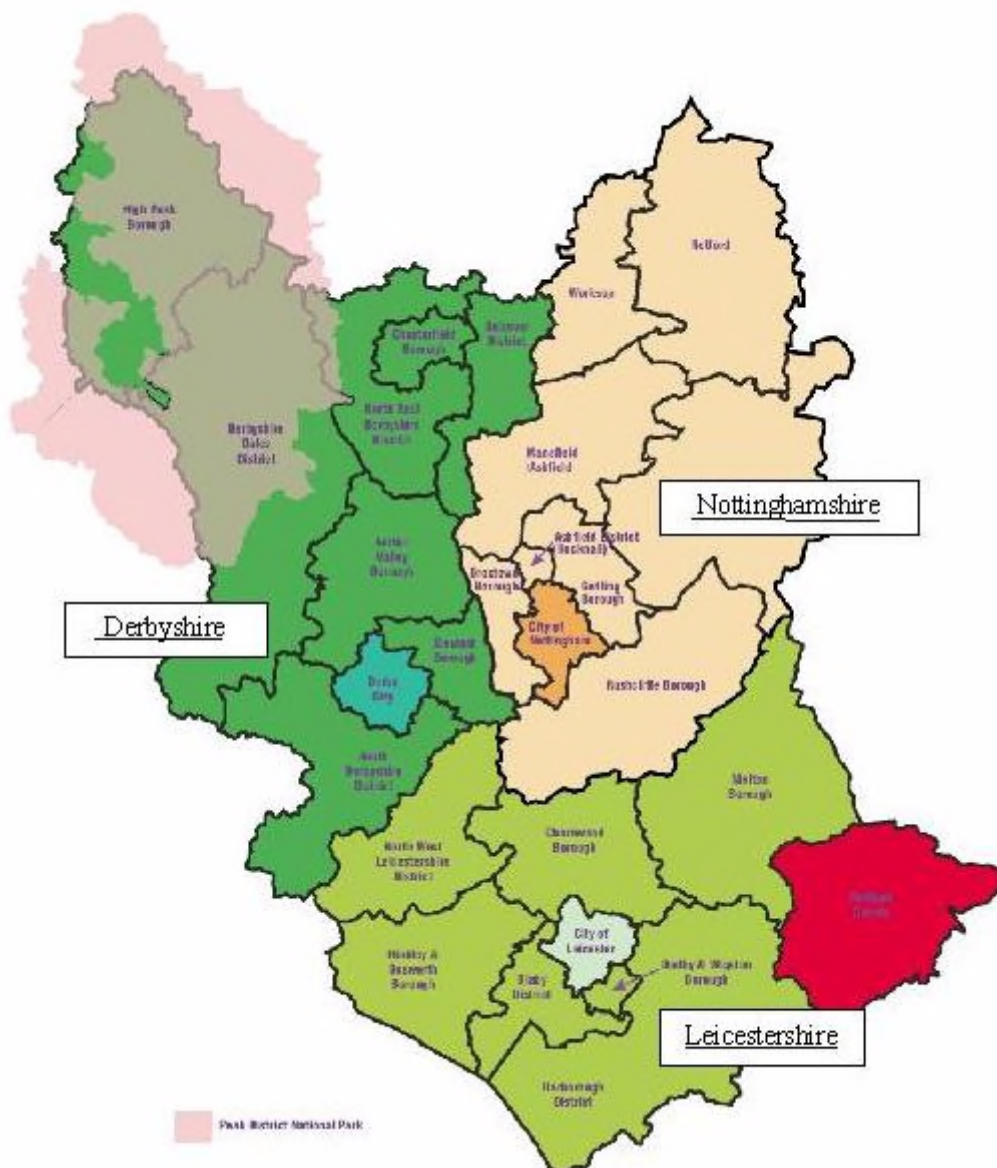 High Peak
Borough
Retford
Worksop
Chesterfield
Borough
Bolsover
District
North East
Derbyshire
District
Derbyshire
Dales
District
Mansfield
/Ashfield
Nottinghamshire
Ashfield District
(Hucknall)
Amber
Valley
Borough
Broxtowe
Borough
Gedling
Borough
Derbyshire
City of
Nottingham
Erewash
Borough
Derby
City
Rushcliffe Borough
South
Derbyshire
District
Melton
Borough
North West
Leicestershire
District
Charnwood
Borough
Rutland
County
City of
Leicester
Hinckley &
Bosworth
Borough
Blaby
District
Oadby & Wigston
Borough
Leicestershire
Harborough
District
Peak District National Park